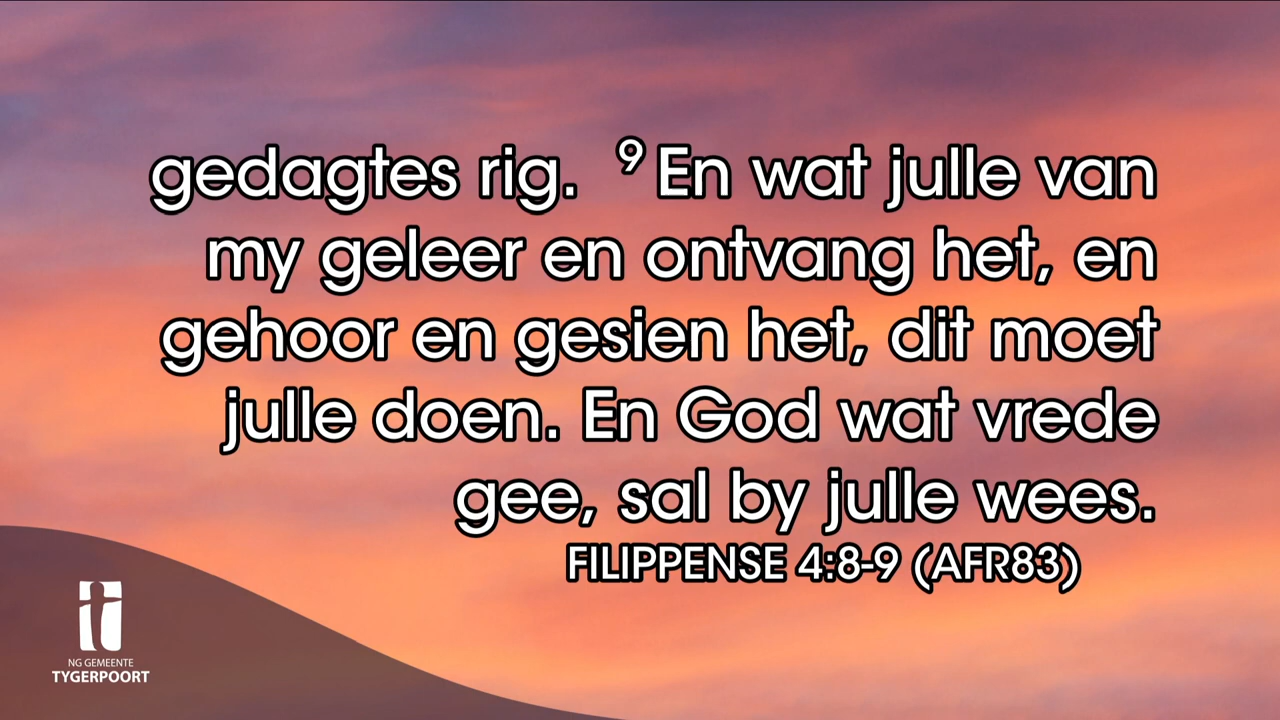 gedagtes rig. ⁹ En wat julle van
my geleer en ontvang het, en
gehoor en gesien het, dit moet
julle doen. En God wat vrede
gee, sal by julle wees.
FILIPPENSE 4:8-9 (AFR83)
NG GEMEENTE
TYGERPOORT